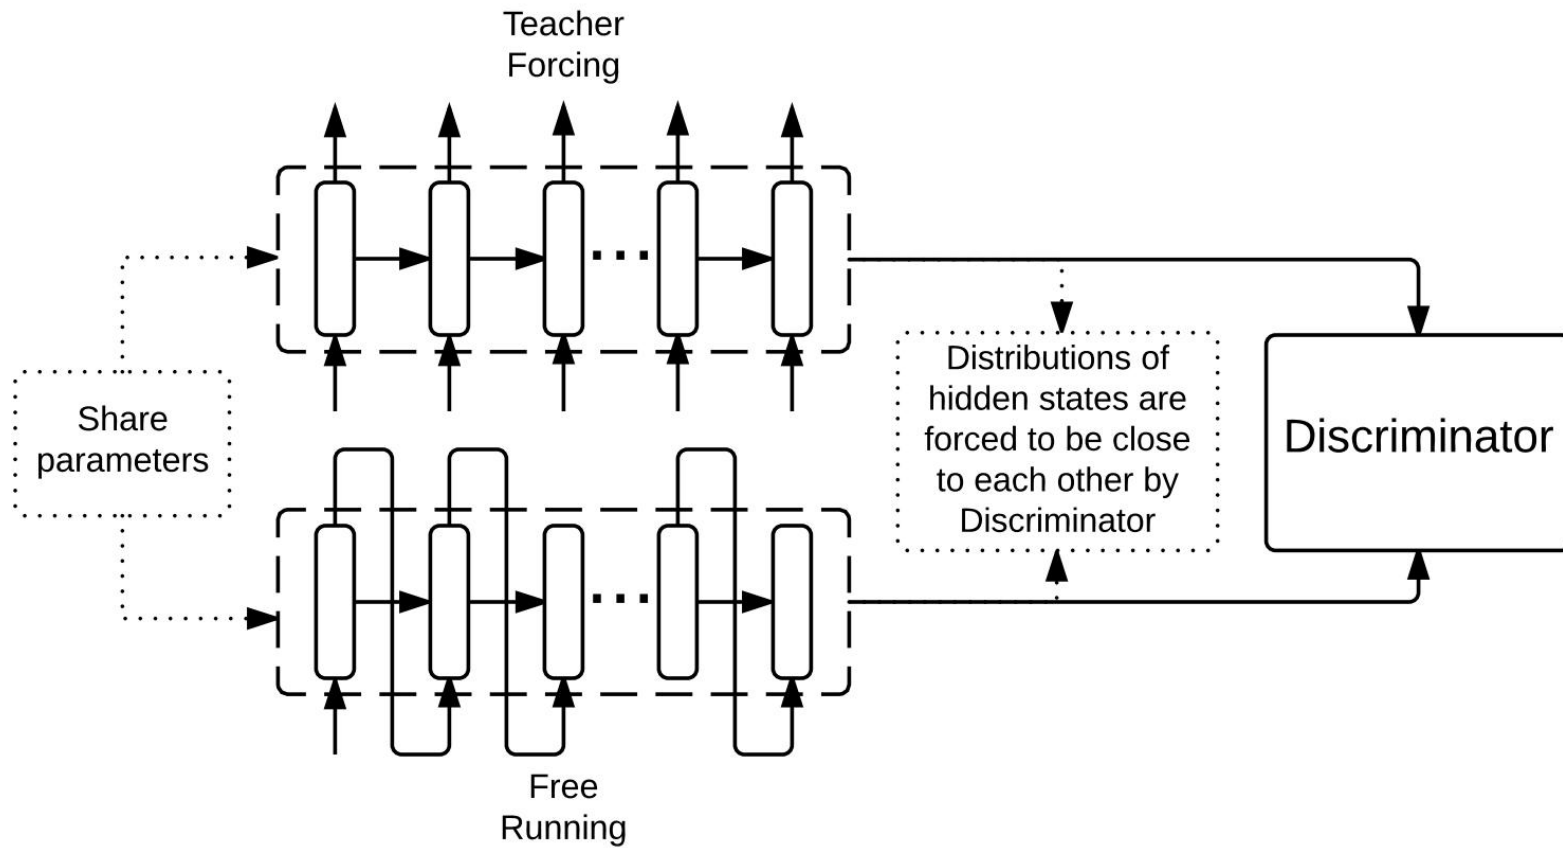 Teacher
Forcing
Share
parameters
Distributions of
hidden states are
forced to be close
to each other by
Discriminator
Discriminator
Free
Running